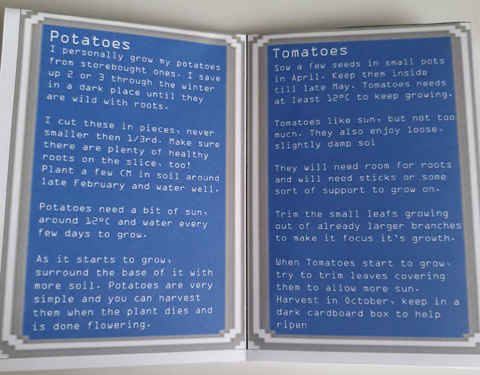 Potatoes
I personally grow my potatoes
from storebought ones. I save
up 2 or 3 through the winter
in a dark place until they
are wild with roots.
I cut these in pieces, never
smaller then 1/3rd. Make sure
there are plenty of healthy
roots on the slice, too!
Plant a few CM in soil around
late February and water well.
Potatoes need a bit of sun,
around 12ºC and water every
few days to grow.
As it starts to grow,
surround the base of it with
more soil. Potatoes are very
simple and you can harvest
them when the plant dies and
is done flowering.
Tomatoes
Sow a few seeds in small pots
in April. Keep them inside
till late May. Tomatoes needs
at least 12ºC to keep growing.
Tomatoes like sun, but not too
much. They also enjoy loose,
slightly damp soi
They will need room for roots
and will need sticks or some
sort of support to grow on.
Trim the small leafs growing
out of already larger branches
to make it focus it's growth.
When Tomatoes start to grow,
try to trim leaves covering
them to allow more sun.
Harvest in October, keep in a
dark cardboard box to help
ripen